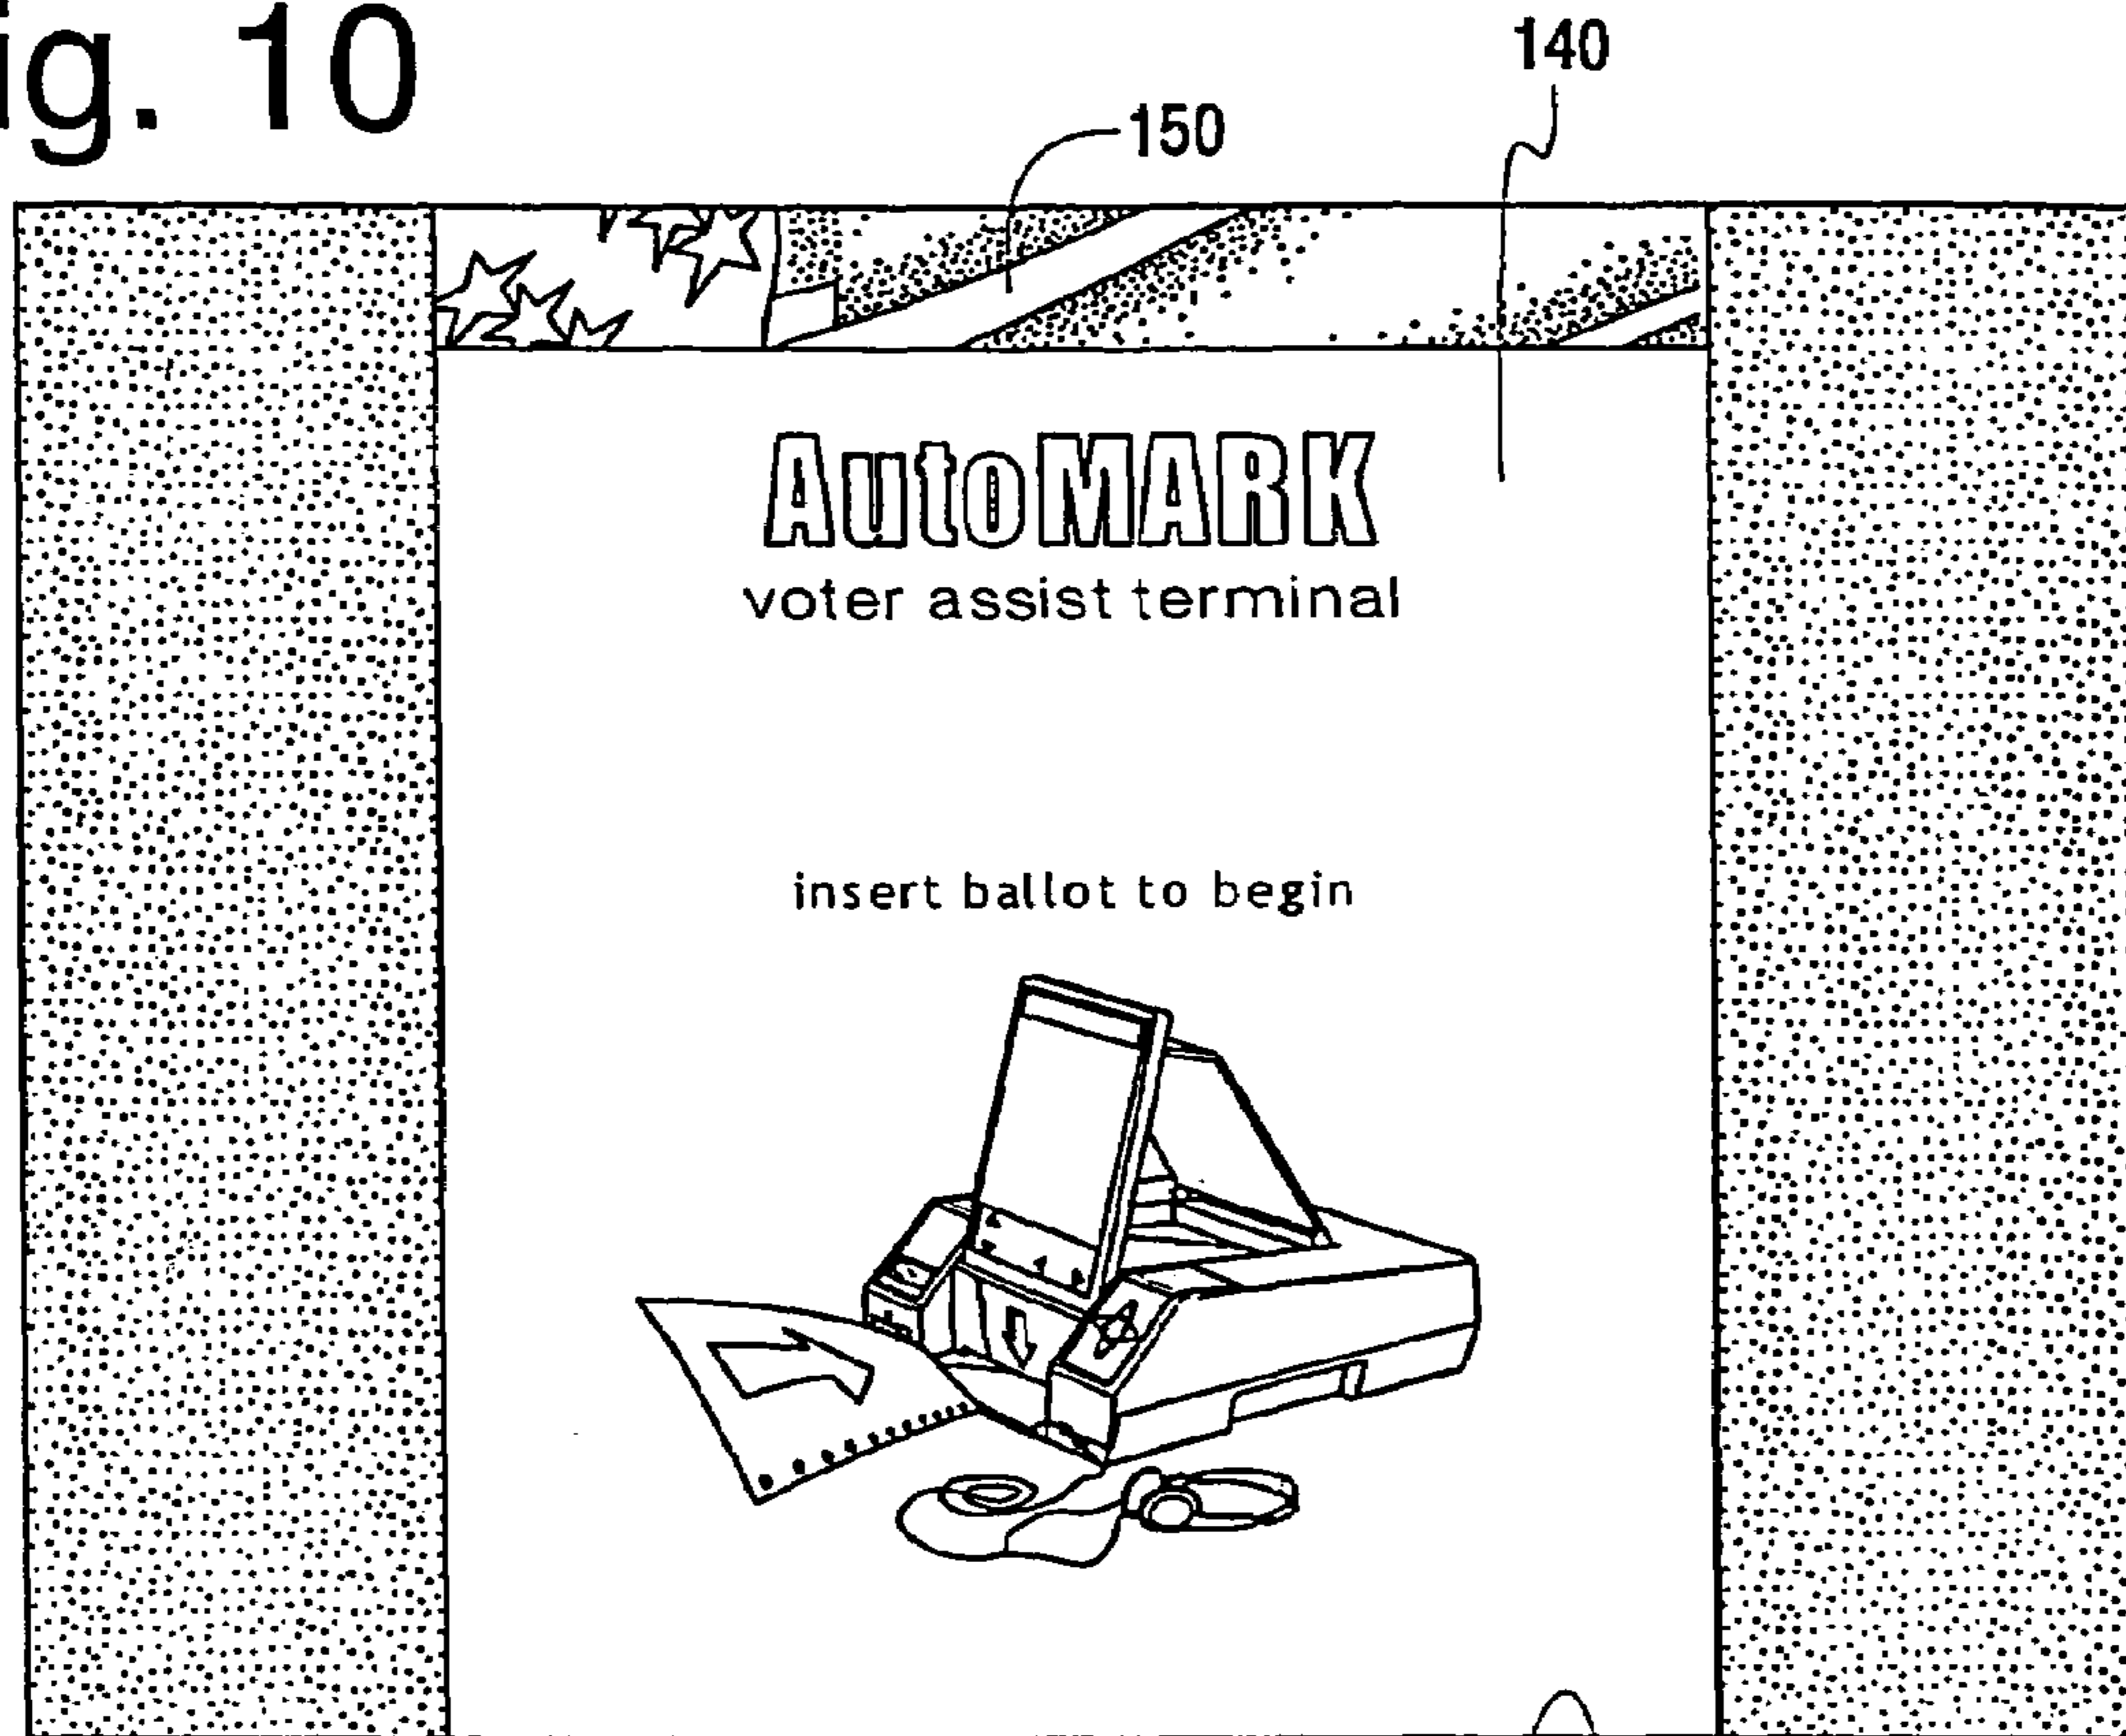 ig. 10
140
150
AutoMARK
voter assist terminal
insert ballot to begin